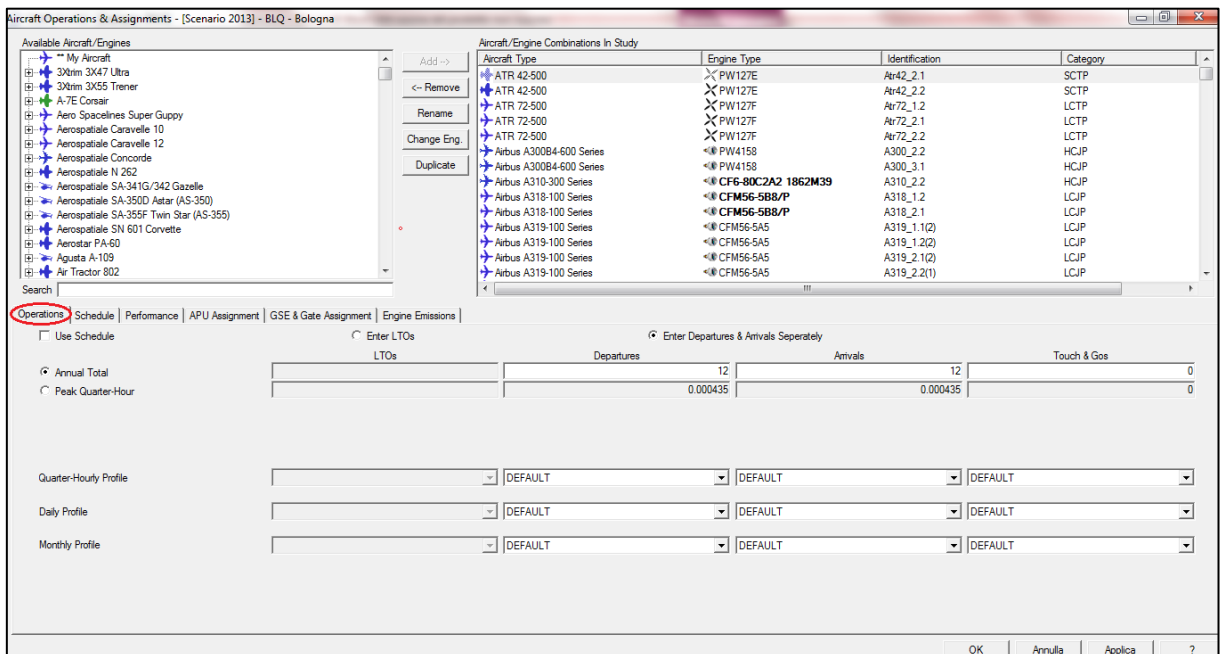 Aircraft Operations & Assignments - [Scenario 2013] - BLQ - Bologna
Available Aircraft/Engines
** My Aircraft
3Xtrim 3X47 Ultra
3Xtrim 3X55 Trener
A-7E Corsair
Aero Spacelines Super Guppy
Aerospatiale Caravelle 10
Aerospatiale Caravelle 12
Aerospatiale Concorde
Aerospatiale N 262
Aerospatiale SA-341G/342 Gazelle
Aerospatiale SA-350D Astar (AS-350)
Aerospatiale SA-355F Twin Star (AS-355)
Aerospatiale SN 601 Corvette
Aerostar PA-60
Agusta A-109
Air Tractor 802
Search
Add ->
<- Remove
Rename
Change Eng.
Duplicate
Aircraft/Engine Combinations In Study
Aircraft Type Engine Type Identification Category
ATR 42-500 PW127E Atr42_2.1 SCTP
ATR 42-500 PW127E Atr42_2.2 SCTP
ATR 72-500 PW127F Atr72_1.2 LCTP
ATR 72-500 PW127F Atr72_2.1 LCTP
ATR 72-500 PW127F Atr72_2.2 LCTP
Airbus A300B4-600 Series PW4158 A300_2.2 HCJP
Airbus A300B4-600 Series PW4158 A300_3.1 HCJP
Airbus A310-300 Series CF6-80C2A2 1862M39 A310_2.2 HCJP
Airbus A318-100 Series CFM56-5B8/P A318_1.2 LCJP
Airbus A318-100 Series CFM56-5B8/P A318_2.1 LCJP
Airbus A319-100 Series CFM56-5A5 A319_1.1(2) LCJP
Airbus A319-100 Series CFM56-5A5 A319_1.2(2) LCJP
Airbus A319-100 Series CFM56-5A5 A319_2.1(2) LCJP
Airbus A319-100 Series CFM56-5A5 A319_2.2(1) LCJP
Operations Schedule Performance APU Assignment GSE & Gate Assignment Engine Emissions
Use Schedule Enter LTOs Enter Departures & Arrivals Seperately
LTOs Departures Arrivals Touch & Gos
Annual Total 12 12 0
Peak Quarter-Hour 0.000435 0.000435 0
Quarter-Hourly Profile DEFAULT DEFAULT DEFAULT
Daily Profile DEFAULT DEFAULT DEFAULT
Monthly Profile DEFAULT DEFAULT DEFAULT
OK Annulla Applica ?